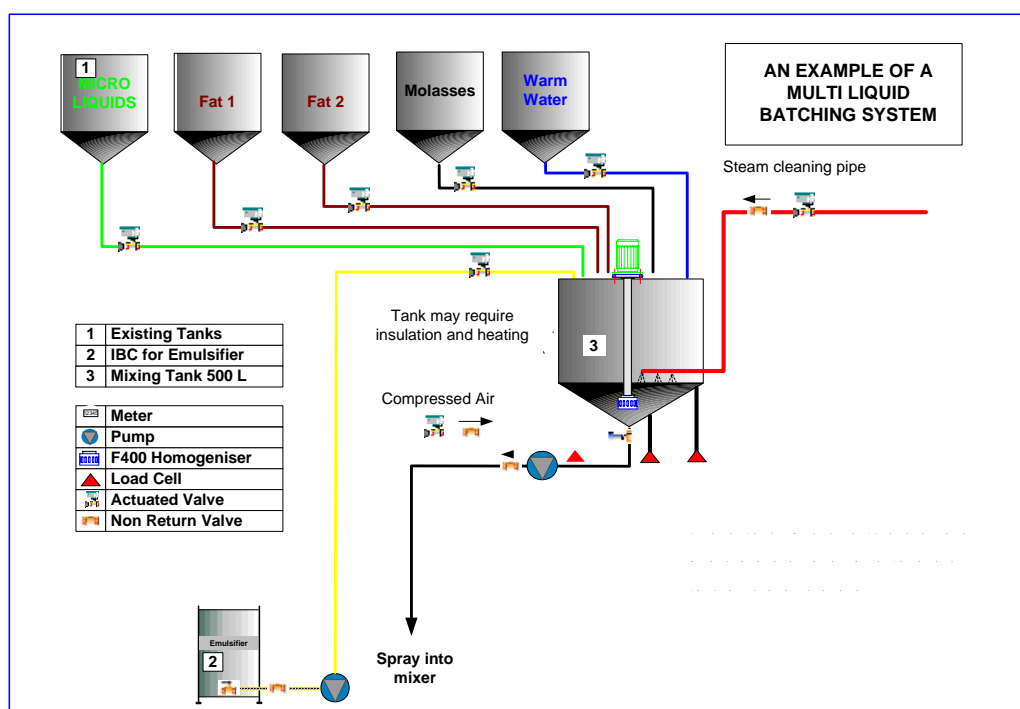 1
MICRO
LIQUIDS
Fat 1
Fat 2
Molasses
Warm
Water
AN EXAMPLE OF A
MULTI LIQUID
BATCHING SYSTEM
Steam cleaning pipe
Tank may require
insulation and heating
3
1 Existing Tanks
2 IBC for Emulsifier
3 Mixing Tank 500 L
Compressed Air
Meter
Pump
F400 Homogeniser
Load Cell
Actuated Valve
Non Return Valve
Emulsifier
2
Spray into
mixer